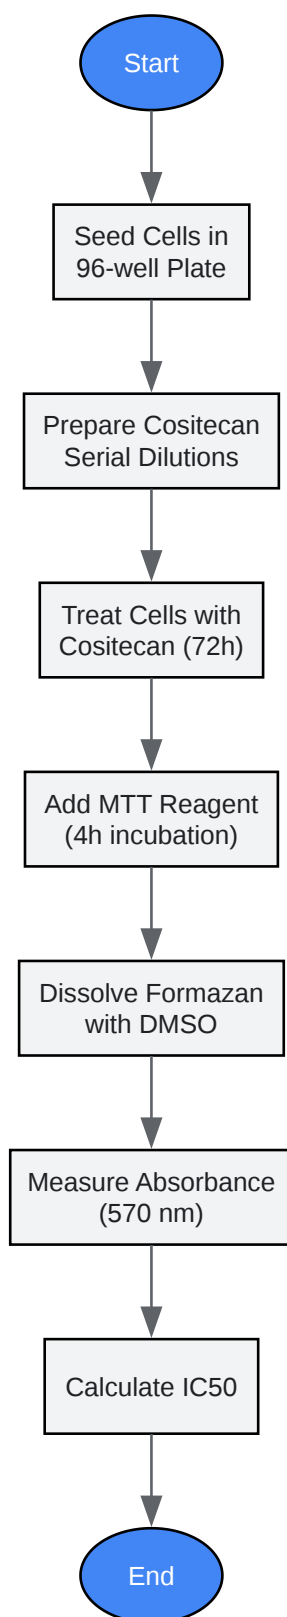 Start
Seed Cells in
96-well Plate
Prepare Cositecan
Serial Dilutions
Treat Cells with
Cositecan (72h)
Add MTT Reagent
(4h incubation)
Dissolve Formazan
with DMSO
Measure Absorbance
(570 nm)
Calculate IC50
End